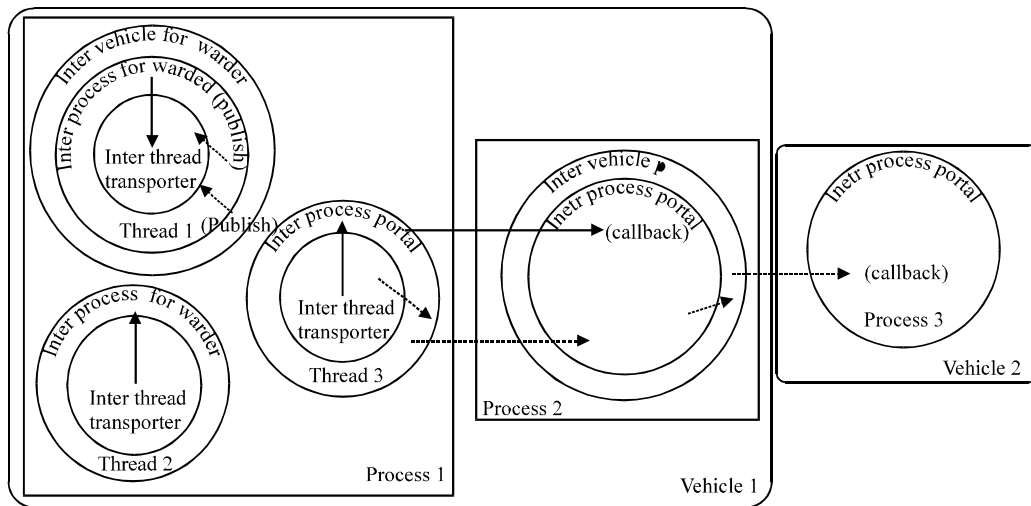 Inter vehicle for warder
Inter process for warded (publish)
Inter thread
transporter
Thread 1
(Publish)
Inter process for warder
Inter thread
transporter
Thread 2
Inter process portal
Inter thread
transporter
Thread 3
Process 1
Inter vehicle p
Inetr process portal
(callback)
Process 2
Vehicle 1
Inetr process portal
(callback)
Process 3
Vehicle 2